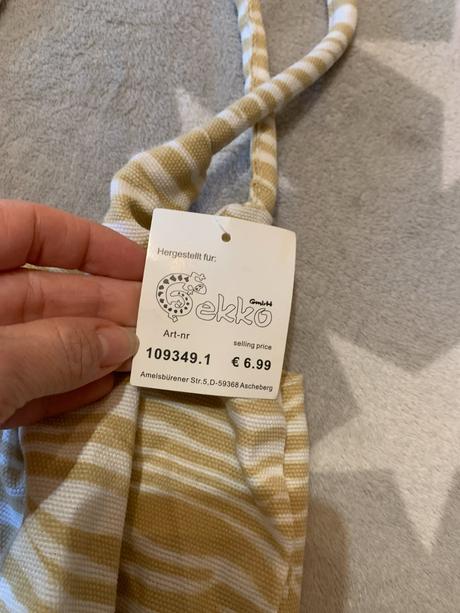 Hergestellt für:
Gekko GmbH
Art-nr
selling price
109349.1
€ 6.99
Amelsbürener Str.5,D-59368 Ascheberg